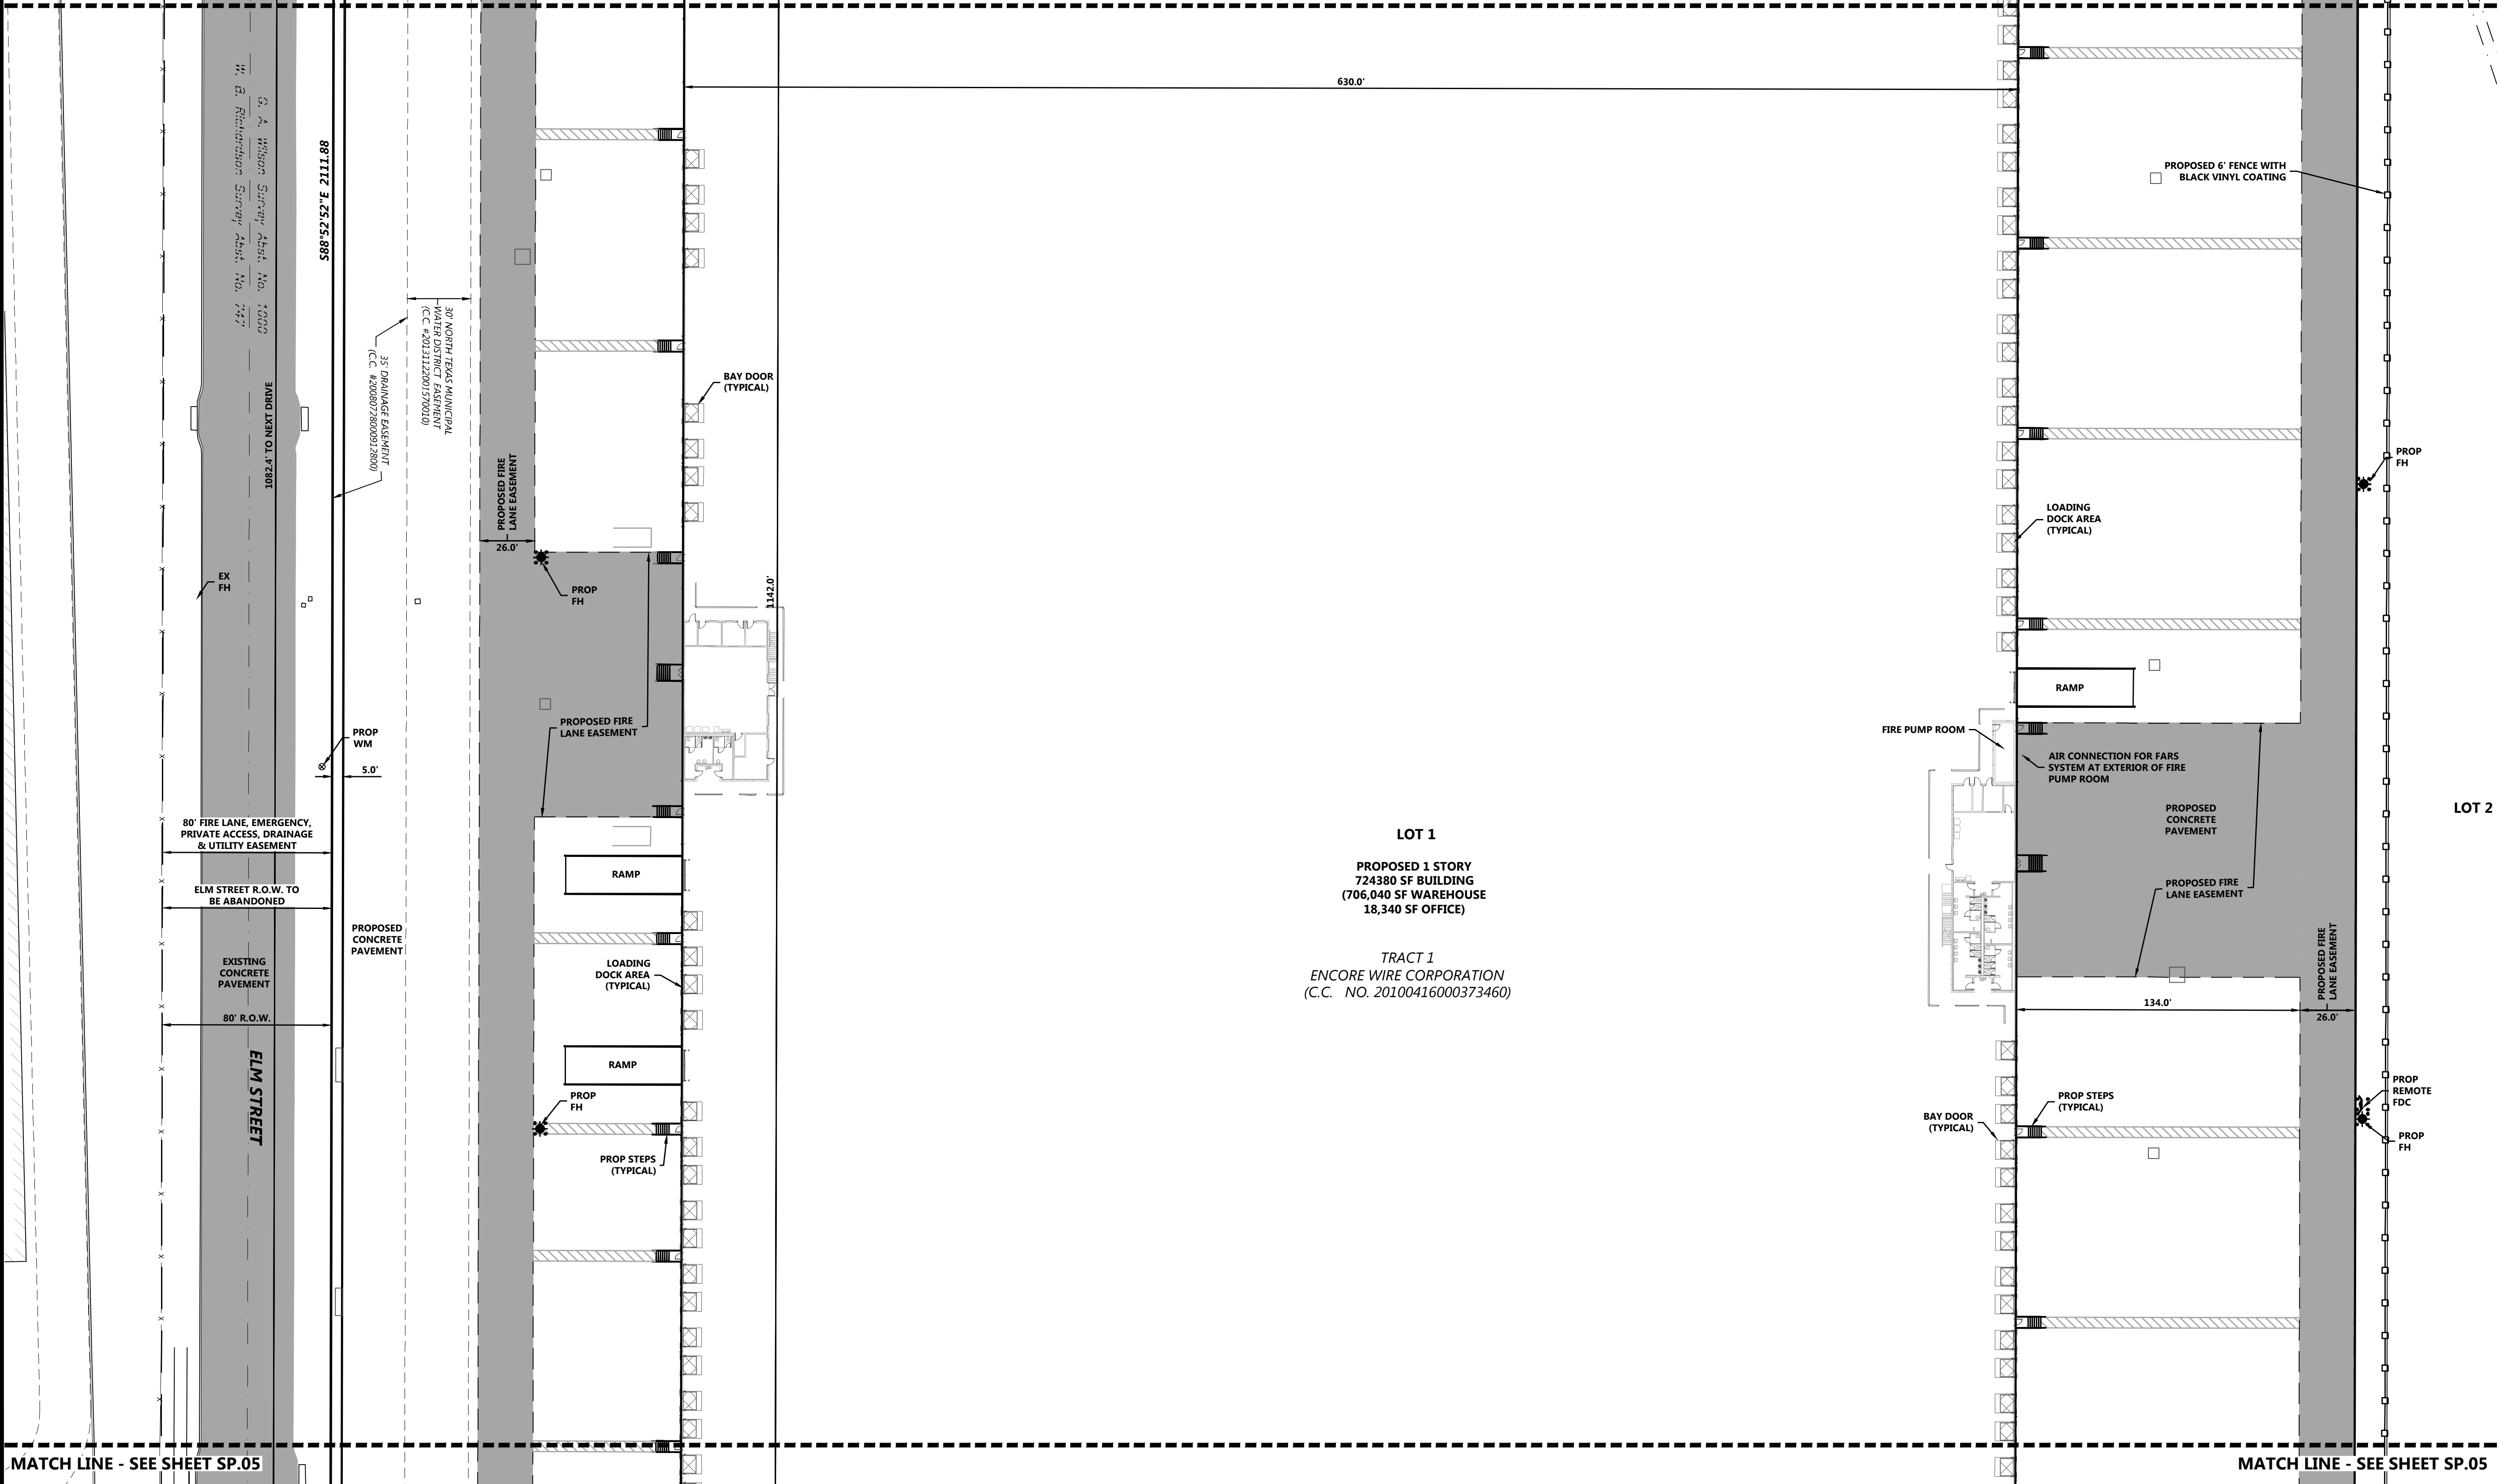 630.0'
W. B. Richardson Survey Abst. No. 747
G. A. Wilson Survey Abst. No. 1000
S88°52'52"E 2111.88
1082.4' TO NEXT DRIVE
30' NORTH TEXAS MUNICIPAL
WATER DISTRICT EASEMENT
(C.C. #20131122001570010)
35' DRAINAGE EASEMENT
(C.C. #20080728000912800)
PROPOSED 6' FENCE WITH
BLACK VINYL COATING
BAY DOOR
(TYPICAL)
PROPOSED FIRE
LANE EASEMENT
26.0'
PROP
FH
LOADING
DOCK AREA
(TYPICAL)
EX
FH
PROP
FH
1142.0'
RAMP
PROPOSED FIRE
LANE EASEMENT
PROP
WM
5.0'
FIRE PUMP ROOM
AIR CONNECTION FOR FARS
SYSTEM AT EXTERIOR OF FIRE
PUMP ROOM
PROPOSED
CONCRETE
PAVEMENT
LOT 2
80' FIRE LANE, EMERGENCY,
PRIVATE ACCESS, DRAINAGE
& UTILITY EASEMENT
ELM STREET R.O.W. TO
BE ABANDONED
RAMP
LOT 1
PROPOSED 1 STORY
724380 SF BUILDING
(706,040 SF WAREHOUSE
18,340 SF OFFICE)
PROPOSED FIRE
LANE EASEMENT
PROPOSED
CONCRETE
PAVEMENT
EXISTING
CONCRETE
PAVEMENT
LOADING
DOCK AREA
(TYPICAL)
TRACT 1
ENCORE WIRE CORPORATION
(C.C. NO. 20100416000373460)
PROPOSED FIRE
LANE EASEMENT
134.0'
26.0'
80' R.O.W.
ELM STREET
RAMP
PROP
FH
PROP STEPS
(TYPICAL)
BAY DOOR
(TYPICAL)
PROP STEPS
(TYPICAL)
PROP
REMOTE
FDC
PROP
FH
MATCH LINE - SEE SHEET SP.05
MATCH LINE - SEE SHEET SP.05